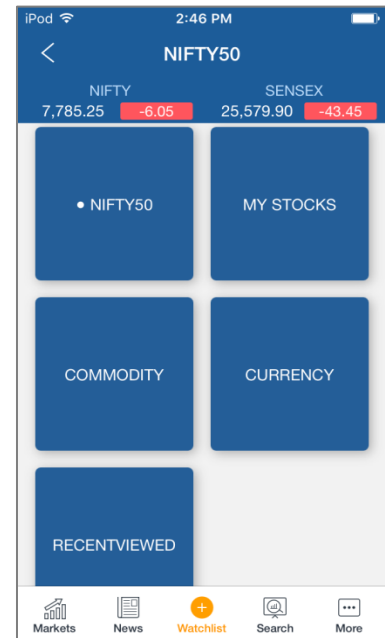 iPod 2:46 PM
NIFTY50
NIFTY SENSEX
7,785.25 -6.05 25,579.90 -43.45
• NIFTY50 MY STOCKS
COMMODITY CURRENCY
RECENTVIEWED
Markets News Watchlist Search More